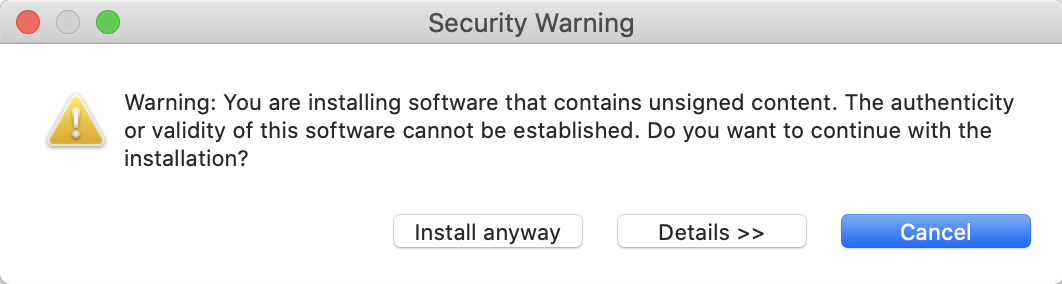 Security Warning
Warning: You are installing software that contains unsigned content. The authenticity
or validity of this software cannot be established. Do you want to continue with the
installation?
Install anyway
Details >>
Cancel